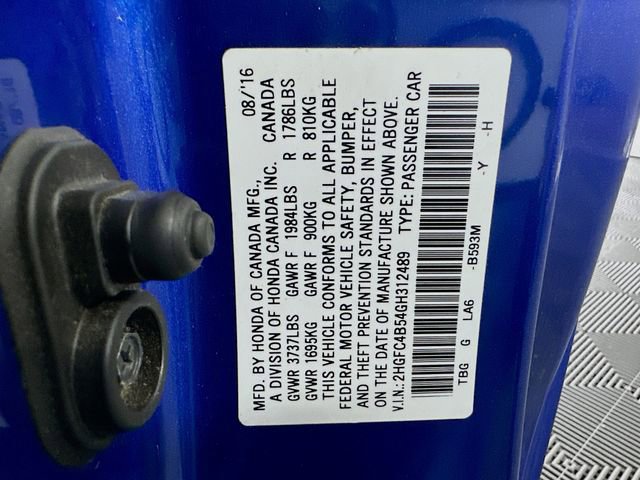 MFD. BY HONDA OF CANADA MFG., 08/'16
A DIVISION OF HONDA CANADA INC. CANADA
GVWR 3737LBS GAWR F 1984LBS R 1786LBS
GVWR 1695KG GAWR F 900KG R 810KG
THIS VEHICLE CONFORMS TO ALL APPLICABLE
FEDERAL MOTOR VEHICLE SAFETY, BUMPER,
AND THEFT PREVENTION STANDARDS IN EFFECT
ON THE DATE OF MANUFACTURE SHOWN ABOVE.
V.I.N.: 2HGFC4B54GH312489 TYPE: PASSENGER CAR
TBG G LA6 -B593M -Y -H